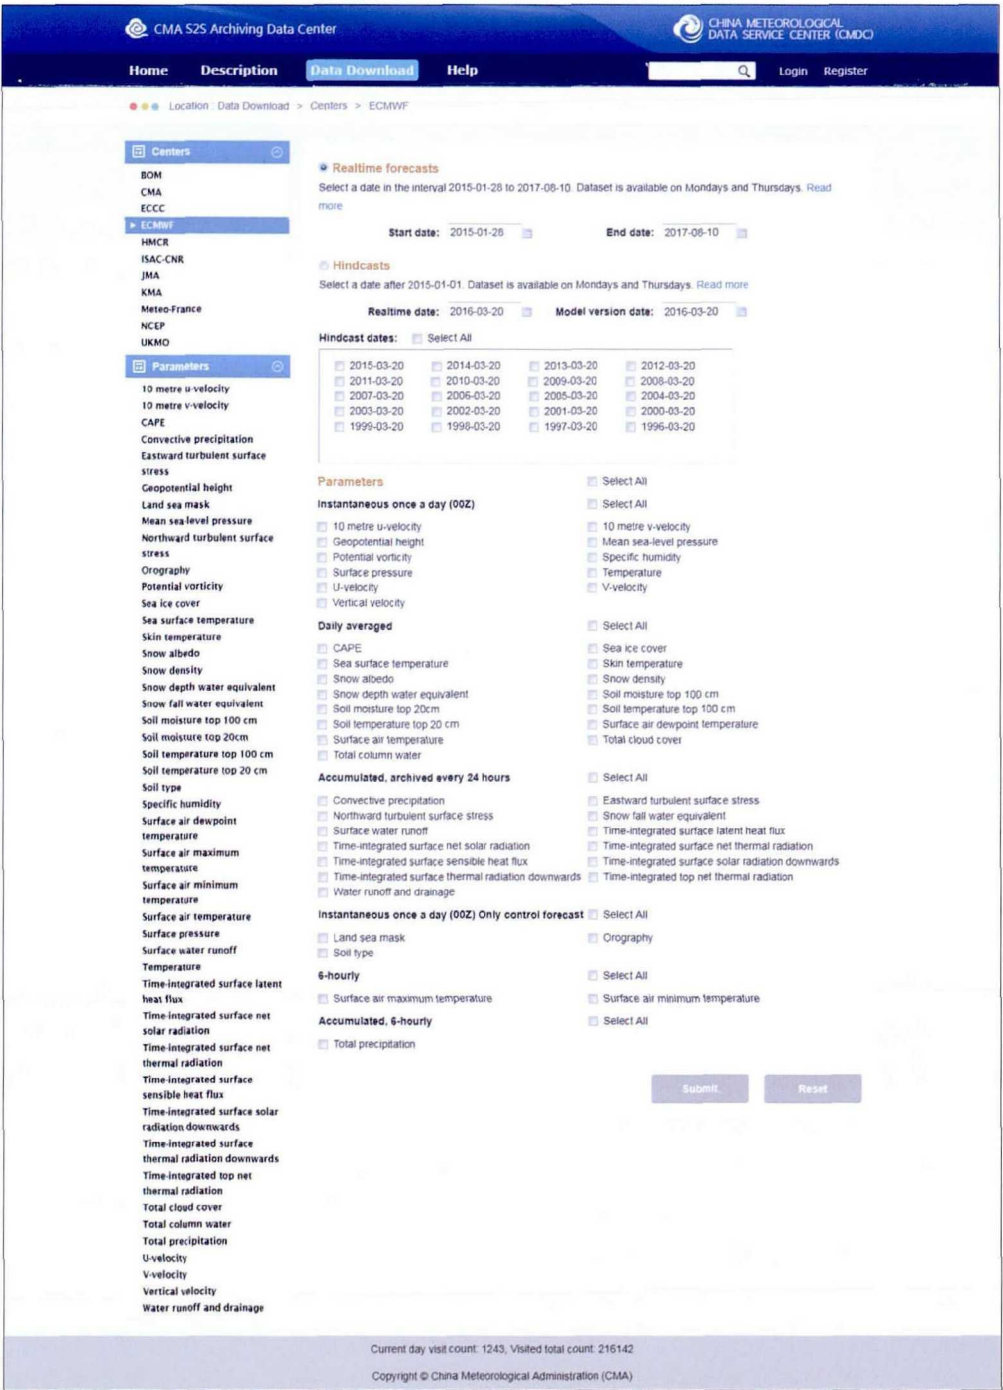 CMA S2S Archiving Data Center
CHINA METEOROLOGICAL
DATA SERVICE CENTER (CMDC)
Home Description Data Download Help Login Register
Location : Data Download > Centers > ECMWF
Centers
BOM
CMA
ECCC
ECMWF
HMCR
ISAC-CNR
JMA
KMA
Meteo-France
NCEP
UKMO
Parameters
10 metre u-velocity
10 metre v-velocity
CAPE
Convective precipitation
Eastward turbulent surface
stress
Geopotential height
Land sea mask
Mean sea-level pressure
Northward turbulent surface
stress
Orography
Potential vorticity
Sea ice cover
Sea surface temperature
Skin temperature
Snow albedo
Snow density
Snow depth water equivalent
Snow fall water equivalent
Soil moisture top 100 cm
Soil moisture top 20cm
Soil temperature top 100 cm
Soil temperature top 20 cm
Soil type
Specific humidity
Surface air dewpoint
temperature
Surface air maximum
temperature
Surface air minimum
temperature
Surface air temperature
Surface pressure
Surface water runoff
Temperature
Time-integrated surface latent
heat flux
Time-integrated surface net
solar radiation
Time-integrated surface net
thermal radiation
Time-integrated surface
sensible heat flux
Time-integrated surface solar
radiation downwards
Time-integrated surface
thermal radiation downwards
Time-integrated top net
thermal radiation
Total cloud cover
Total column water
Total precipitation
U-velocity
V-velocity
Vertical velocity
Water runoff and drainage
Realtime forecasts
Select a date in the interval 2015-01-28 to 2017-08-10. Dataset is available on Mondays and Thursdays. Read
more
Start date: 2015-01-28 End date: 2017-08-10
Hindcasts
Select a date after 2015-01-01. Dataset is available on Mondays and Thursdays. Read more
Realtime date: 2016-03-20 Model version date: 2016-03-20
Hindcast dates: Select All
2015-03-20 2014-03-20 2013-03-20 2012-03-20
2011-03-20 2010-03-20 2009-03-20 2008-03-20
2007-03-20 2006-03-20 2005-03-20 2004-03-20
2003-03-20 2002-03-20 2001-03-20 2000-03-20
1999-03-20 1998-03-20 1997-03-20 1996-03-20
Parameters Select All
Instantaneous once a day (00Z) Select All
10 metre u-velocity 10 metre v-velocity
Geopotential height Mean sea-level pressure
Potential vorticity Specific humidity
Surface pressure Temperature
U-velocity V-velocity
Vertical velocity
Daily averaged Select All
CAPE Sea ice cover
Sea surface temperature Skin temperature
Snow albedo Snow density
Snow depth water equivalent Soil moisture top 100 cm
Soil moisture top 20cm Soil temperature top 100 cm
Soil temperature top 20 cm Surface air dewpoint temperature
Surface air temperature Total cloud cover
Total column water
Accumulated, archived every 24 hours Select All
Convective precipitation Eastward turbulent surface stress
Northward turbulent surface stress Snow fall water equivalent
Surface water runoff Time-integrated surface latent heat flux
Time-integrated surface net solar radiation Time-integrated surface net thermal radiation
Time-integrated surface sensible heat flux Time-integrated surface solar radiation downwards
Time-integrated surface thermal radiation downwards Time-integrated top net thermal radiation
Water runoff and drainage
Instantaneous once a day (00Z) Only control forecast Select All
Land sea mask Orography
Soil type
6-hourly Select All
Surface air maximum temperature Surface air minimum temperature
Accumulated, 6-hourly Select All
Total precipitation
Submit Reset
Current day visit count: 1243, Visited total count: 216142
Copyright © China Meteorological Administration (CMA)